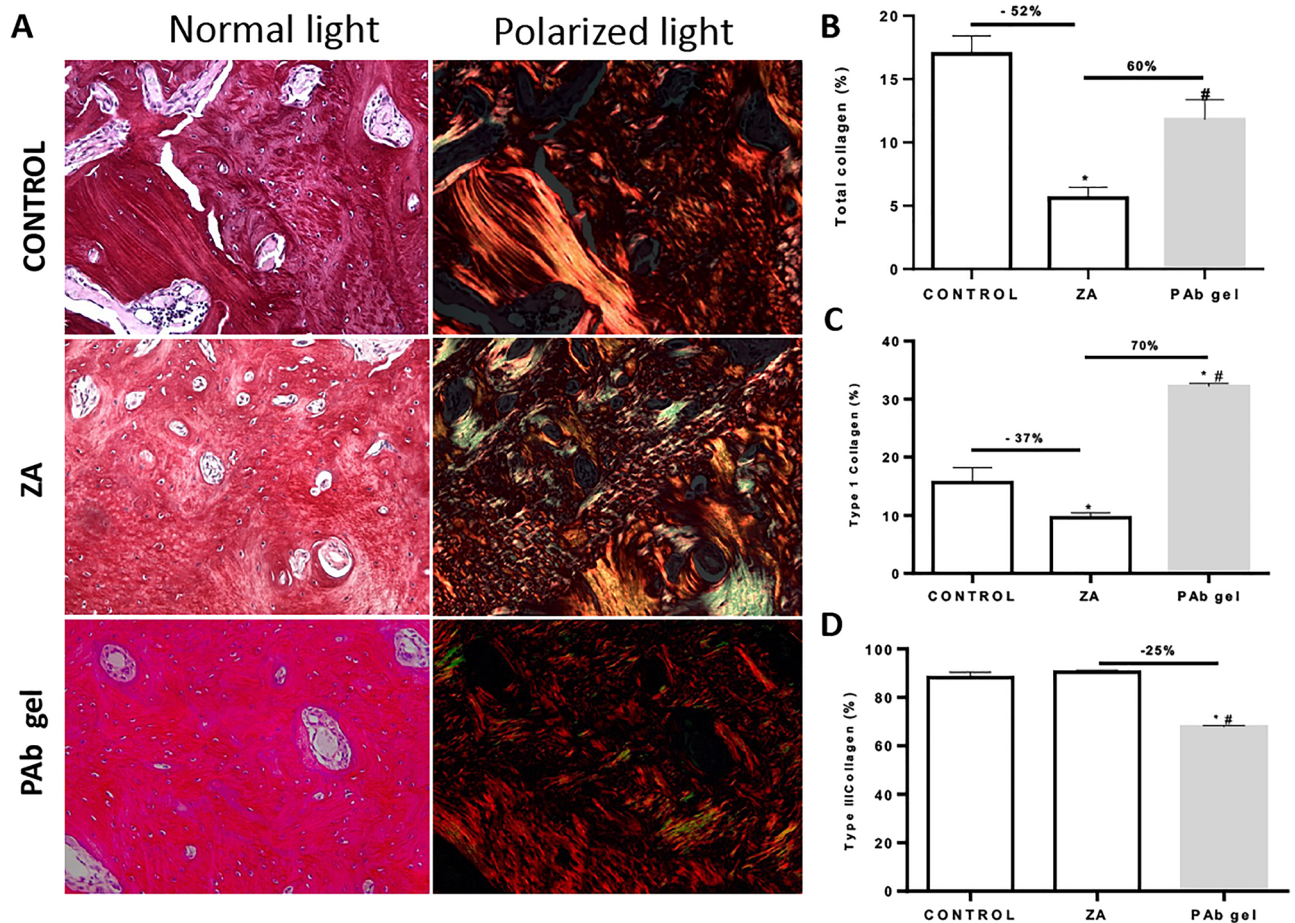 A
Normal light
Polarized light
CONTROL
ZA
PAb gel
B
- 52%
60%
#
*
20
15
10
5
0
Total collagen (%)
CONTROL
ZA
PAb gel
C
70%
* #
- 37%
*
40
30
20
10
0
Type 1 Collagen (%)
CONTROL
ZA
PAb gel
D
-25%
* #
100
80
60
40
20
0
Type IIICollagen (%)
CONTROL
ZA
PAb gel